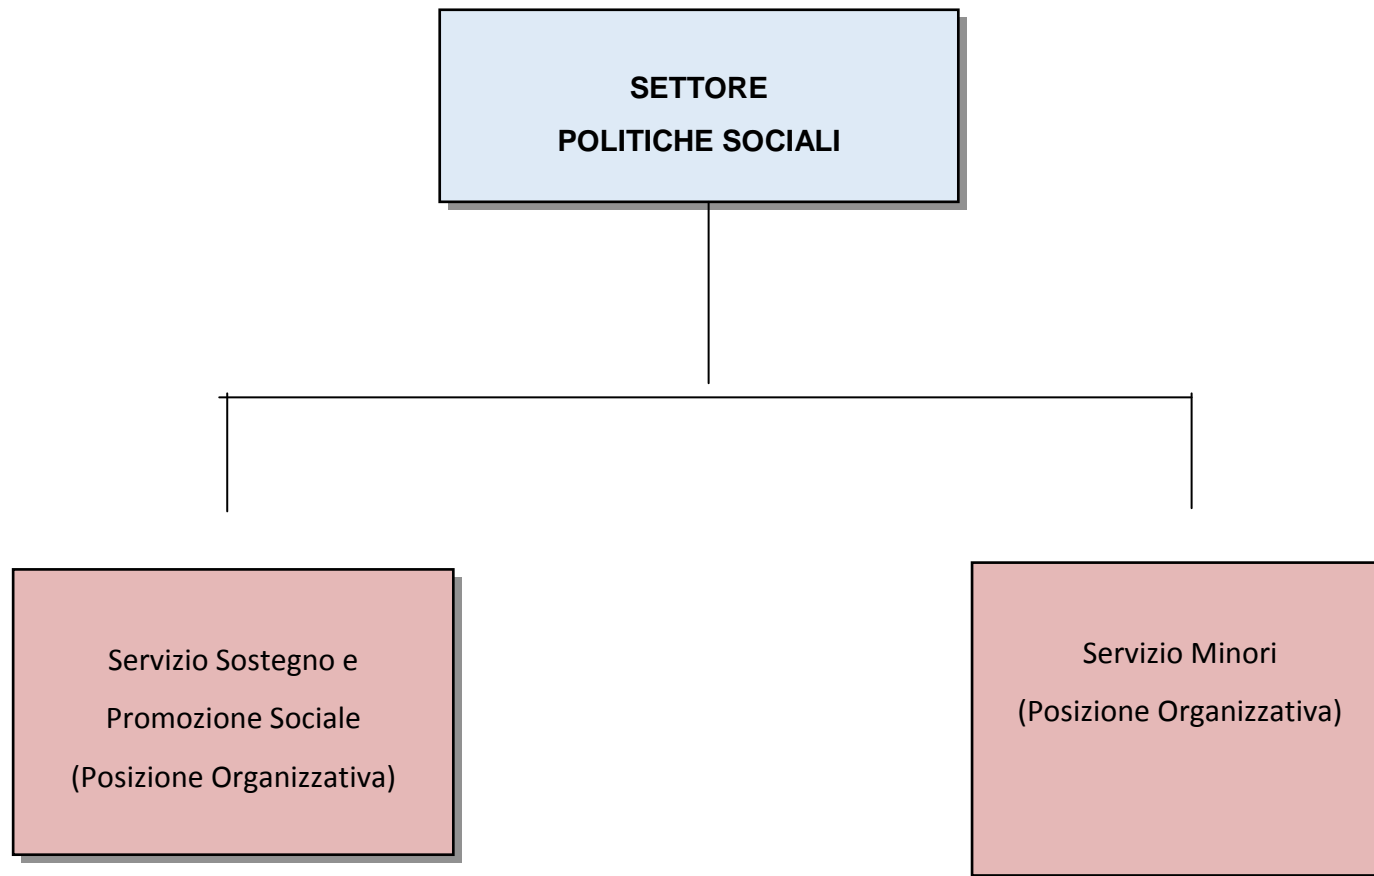 SETTORE
POLITICHE SOCIALI
Servizio Sostegno e
Promozione Sociale
(Posizione Organizzativa)
Servizio Minori
(Posizione Organizzativa)